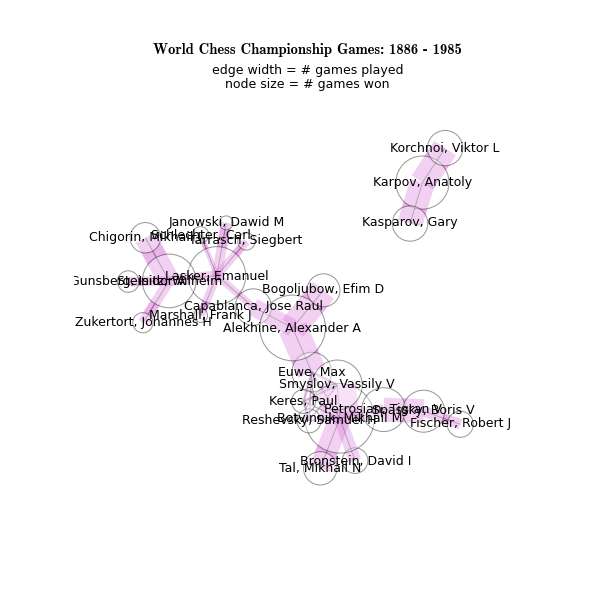 World Chess Championship Games: 1886 - 1985
edge width = # games played
node size = # games won
Korchnoi, Viktor L
Karpov, Anatoly
Kasparov, Gary
Janowski, Dawid M
Chigorin, Mikhail I
Schlechter, Carl
Tarrasch, Siegbert
Lasker, Emanuel
Gunsberg, Isidor A
Steinitz, Wilhelm
Bogoljubow, Efim D
Capablanca, Jose Raul
Marshall, Frank J
Zukertort, Johannes H
Alekhine, Alexander A
Euwe, Max
Smyslov, Vassily V
Keres, Paul
Petrosian, Tigran V
Spassky, Boris V
Botvinnik, Mikhail M
Reshevsky, Samuel H
Fischer, Robert J
Bronstein, David I
Tal, Mikhail N